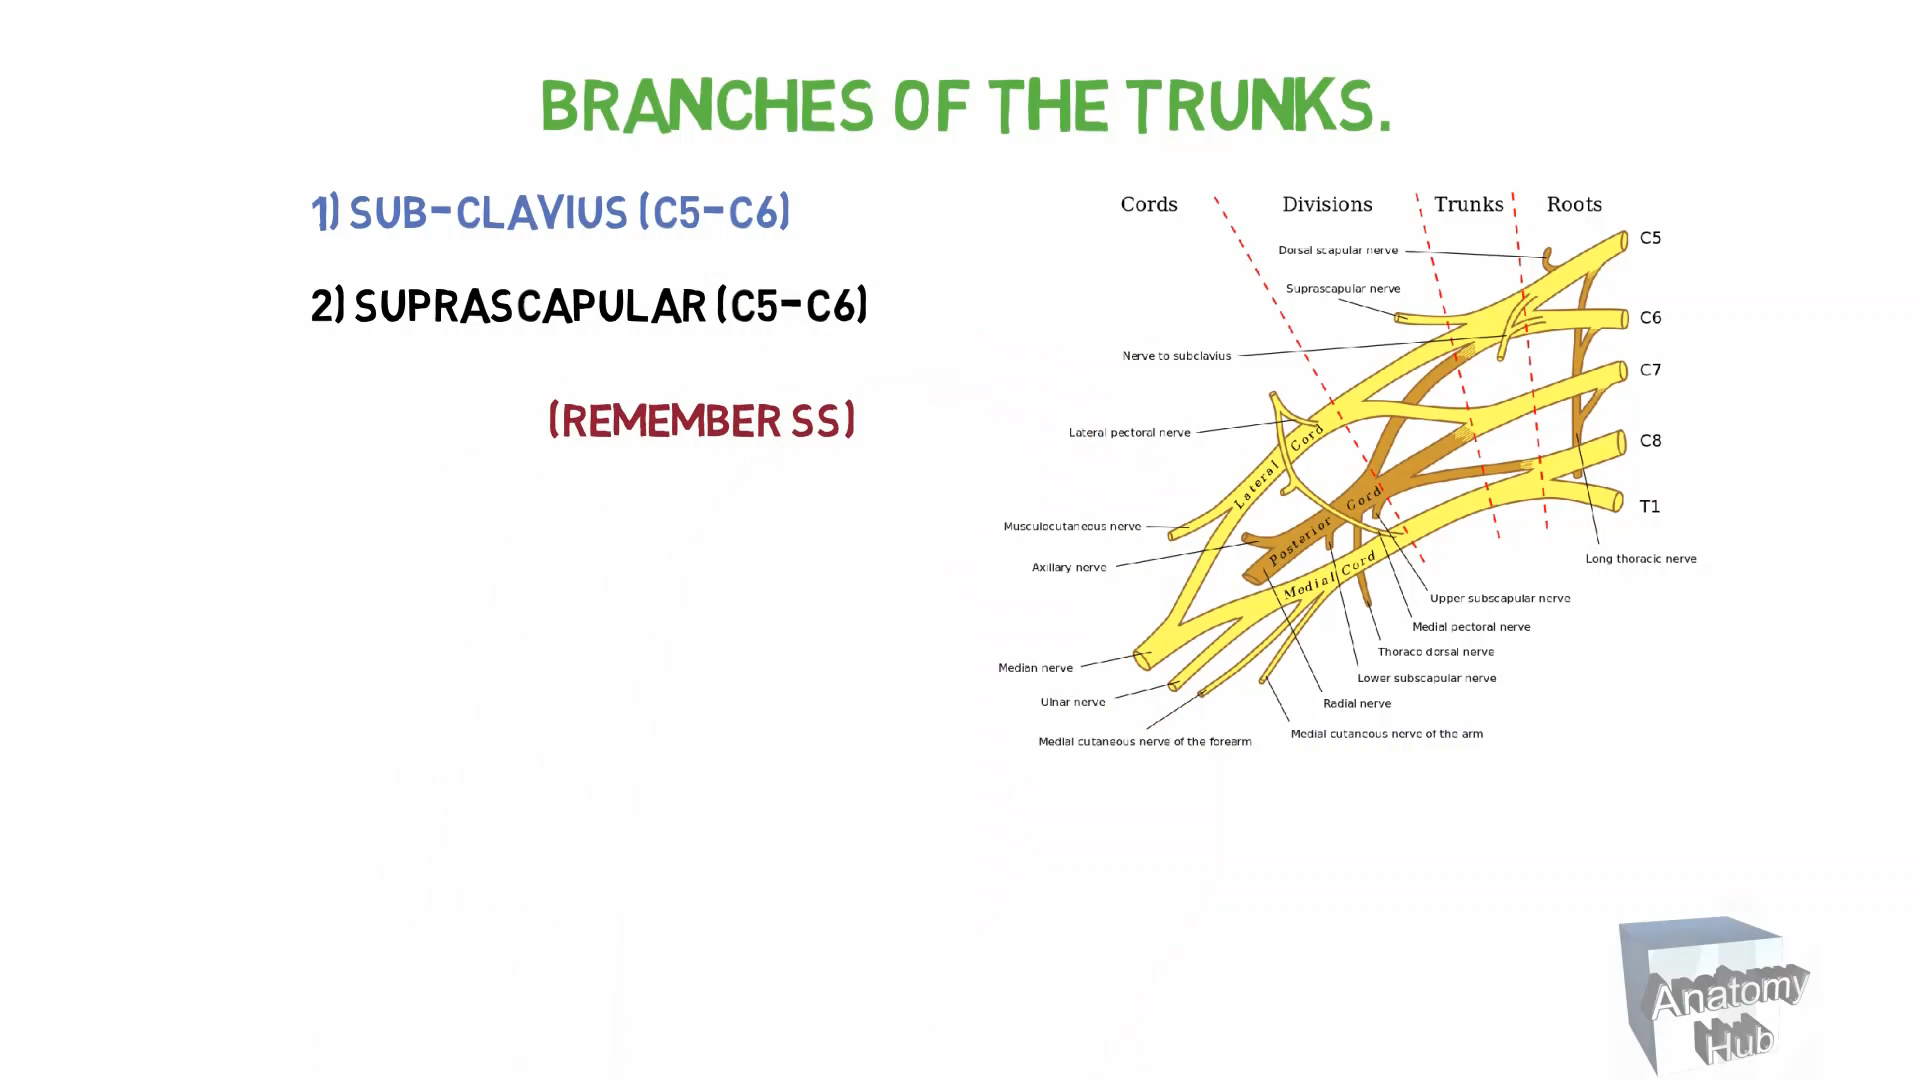 BRANCHES OF THE TRUNKS.
1) SUB-CLAVIUS (C5-C6)
2) SUPRASCAPULAR (C5-C6)
(REMEMBER SS)
Cords Divisions Trunks Roots
C5
Dorsal scapular nerve
Suprascapular nerve
C6
Nerve to subclavius
C7
Lateral pectoral nerve
C8
Lateral Cord
Posterior Cord
T1
Musculocutaneous nerve
Long thoracic nerve
Axillary nerve
Medial Cord
Upper subscapular nerve
Medial pectoral nerve
Thoraco dorsal nerve
Median nerve
Lower subscapular nerve
Ulnar nerve
Radial nerve
Medial cutaneous nerve of the arm
Medial cutaneous nerve of the forearm
Anatomy
Hub